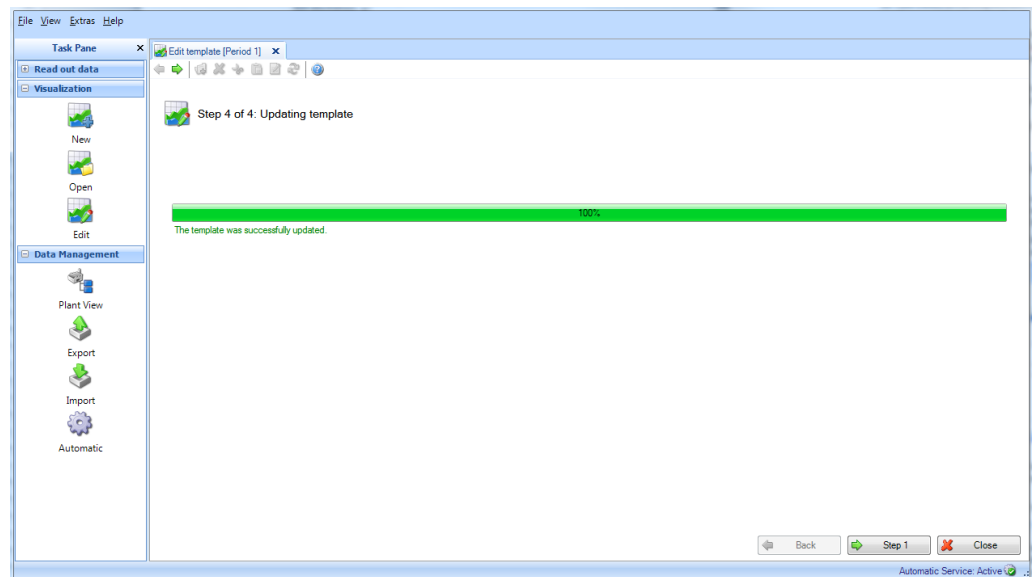 File View Extras Help
Task Pane x
Edit template [Period 1] x
Read out data
Visualization
Step 4 of 4: Updating template
New
Open
100%
The template was successfully updated.
Edit
Data Management
Plant View
Export
Import
Automatic
Back Step 1 Close
Automatic Service: Active